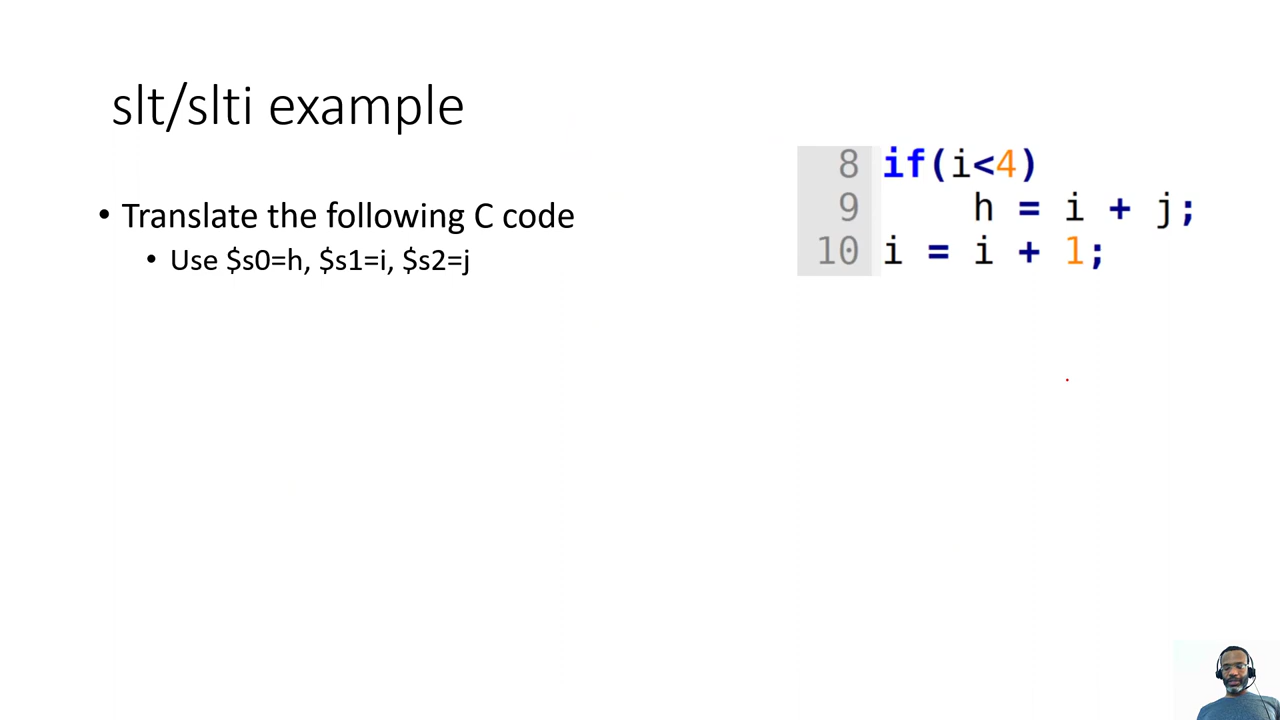 slt/slti example
• Translate the following C code
• Use $s0=h, $s1=i, $s2=j
8 if(i<4)
9 h = i + j;
10 i = i + 1;